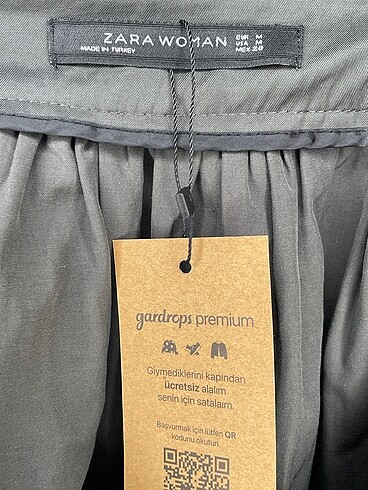 ZARA WOMAN
EUR M
USA M
MEX 28
MADE IN TURKEY
gardrops premium
Giymediklerini kapından
ücretsiz alalım
senin için satalım.
Başvurmak için lütfen QR
kodunu okutun.